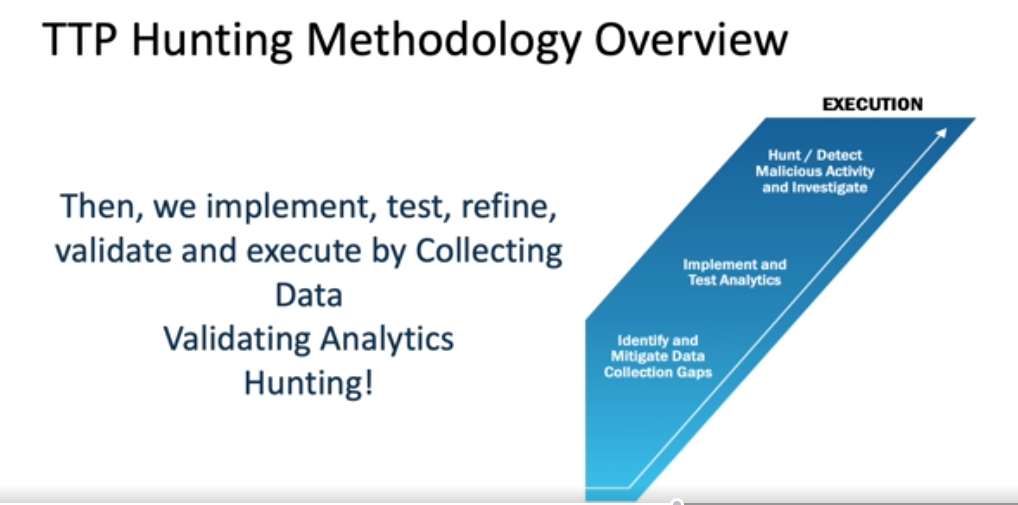 TTP Hunting Methodology Overview
Then, we implement, test, refine,
validate and execute by Collecting
Data
Validating Analytics
Hunting!
EXECUTION
Hunt / Detect
Malicious Activity
and Investigate
Implement and
Test Analytics
Identify and
Mitigate Data
Collection Gaps